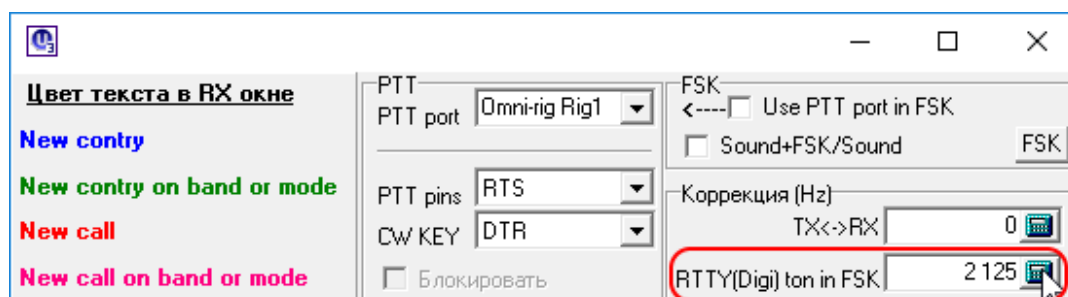 Цвет текста в RX окне
New contry
New contry on band or mode
New call
New call on band or mode
PTT
PTT port Omni-rig Rig1
PTT pins RTS
CW KEY DTR
Блокировать
FSK
<---- Use PTT port in FSK
Sound+FSK/Sound FSK
Коррекция (Hz)
TX<->RX 0
RTTY(Digi) ton in FSK 2 125